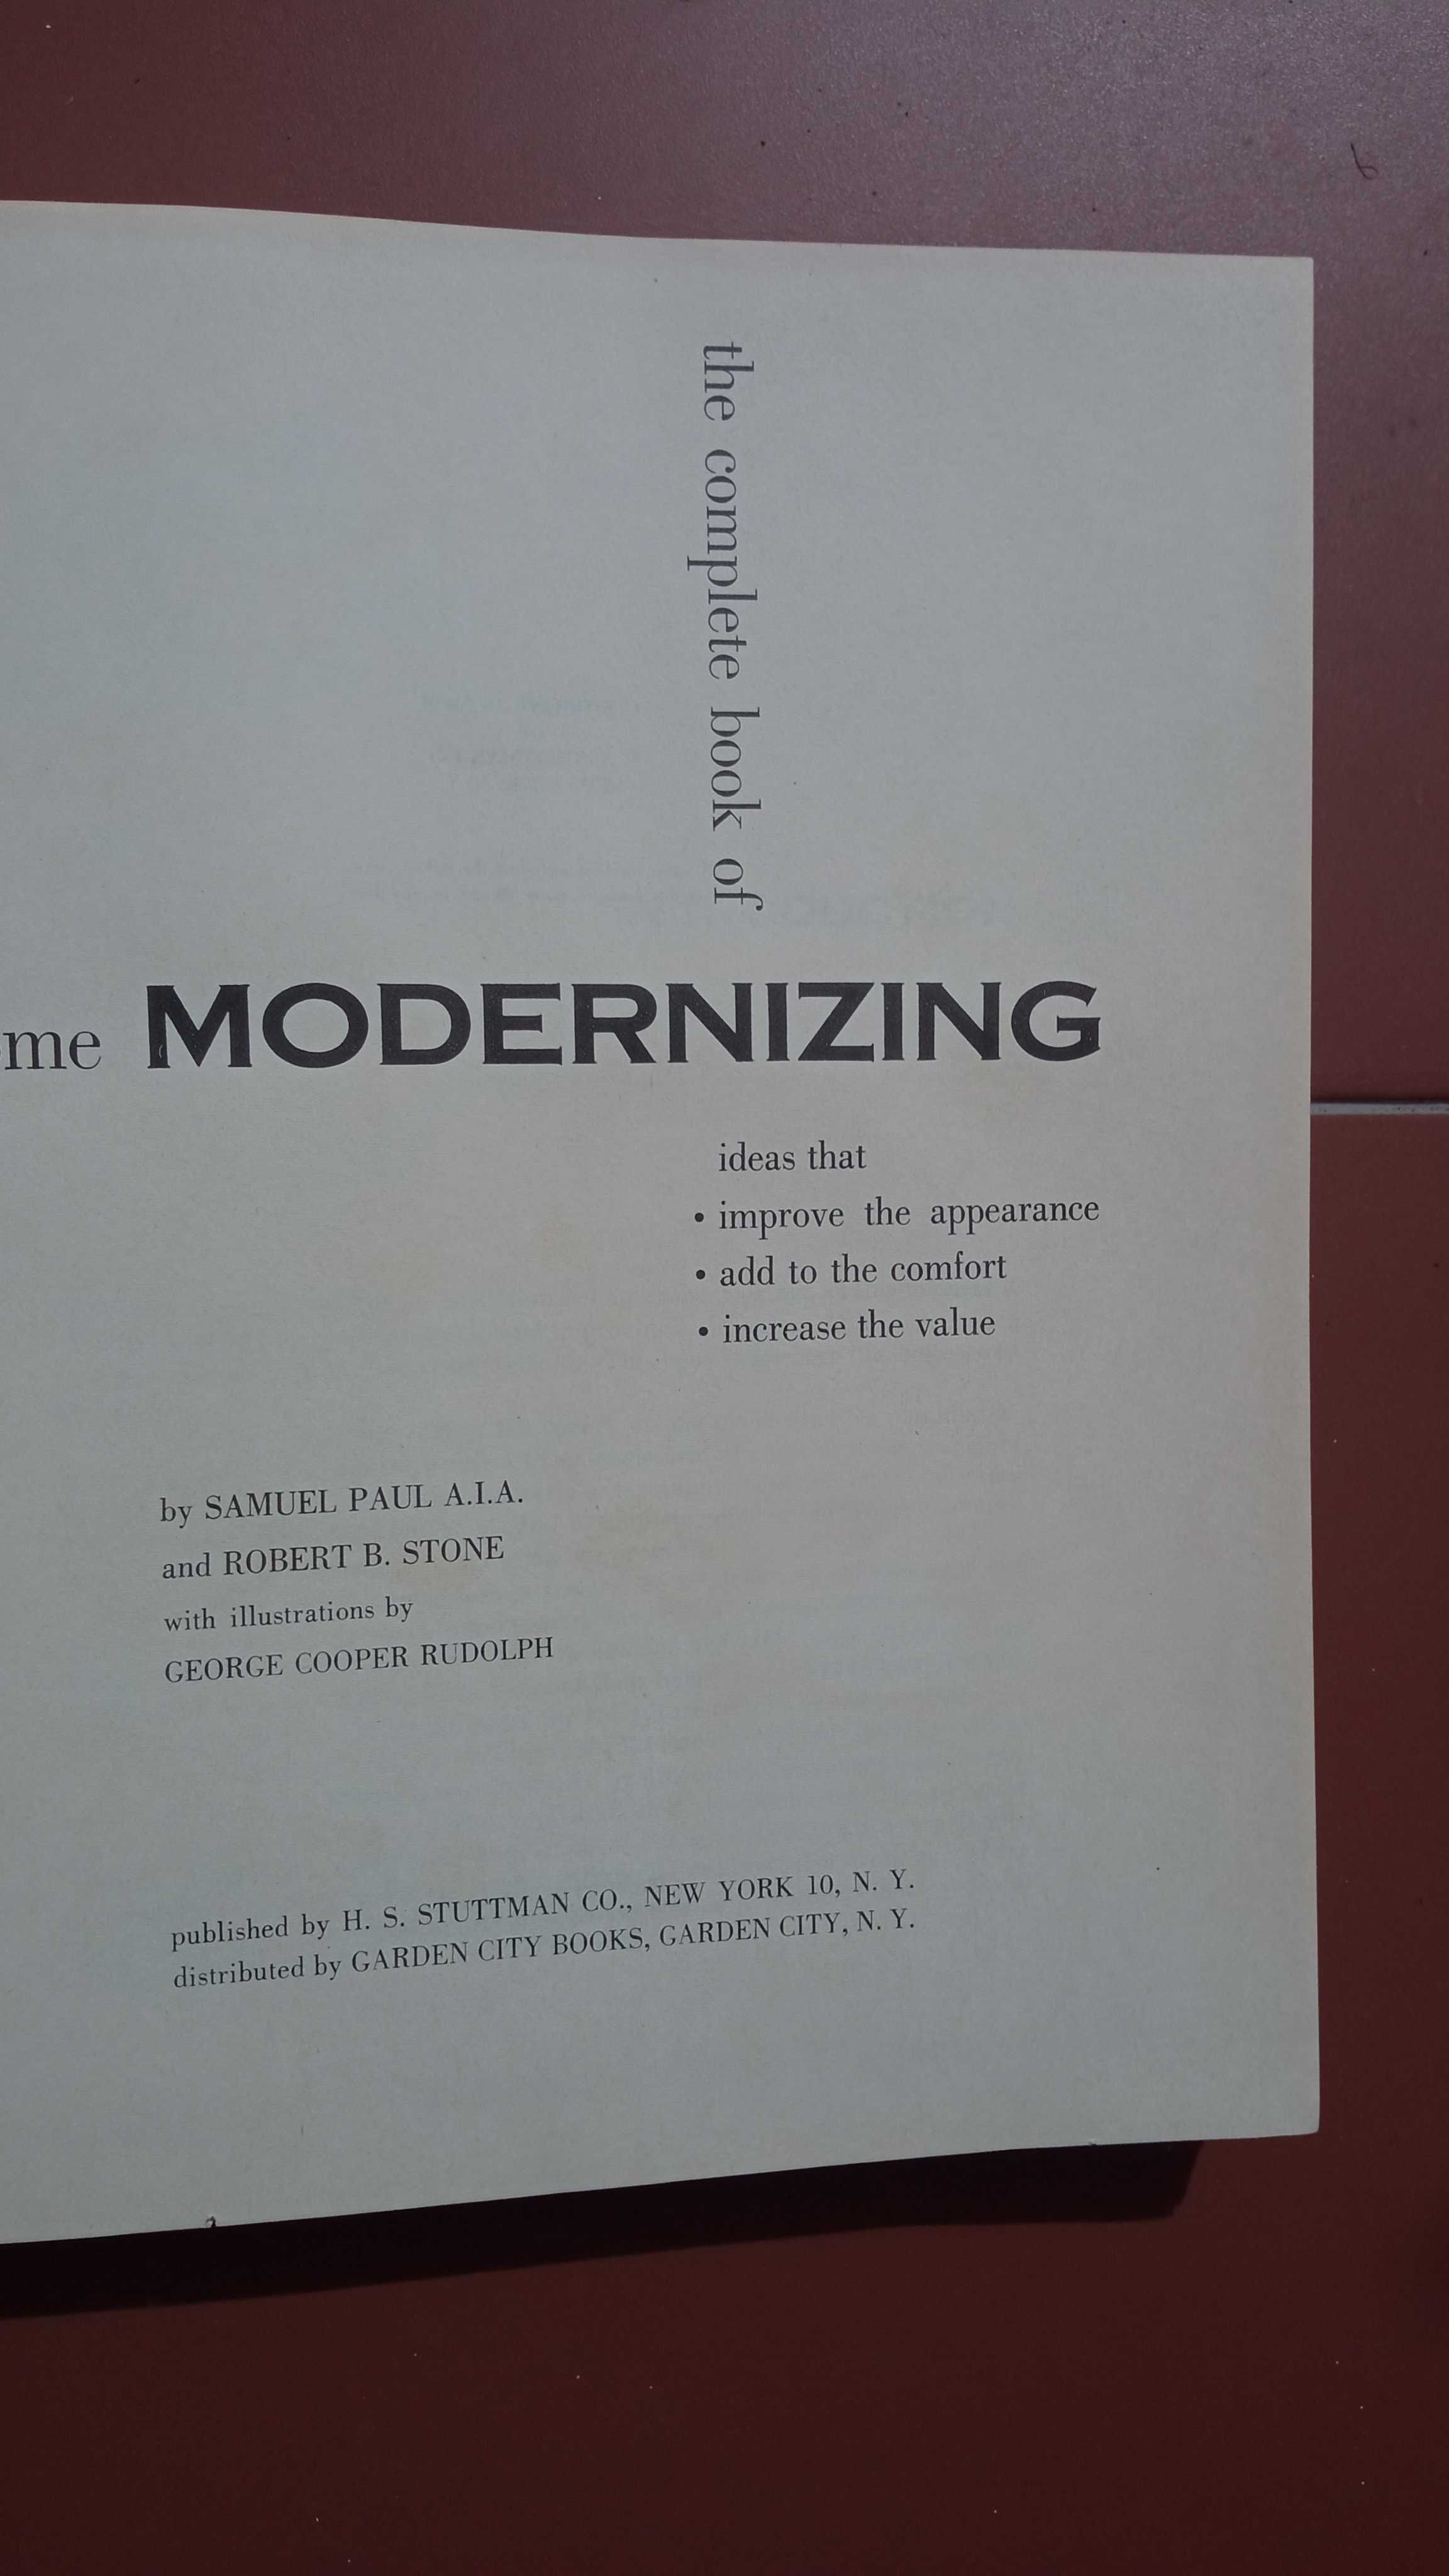 the complete book of
me MODERNIZING
ideas that
• improve the appearance
• add to the comfort
• increase the value
by SAMUEL PAUL A.I.A.
and ROBERT B. STONE
with illustrations by
GEORGE COOPER RUDOLPH
published by H. S. STUTTMAN CO., NEW YORK 10, N. Y.
distributed by GARDEN CITY BOOKS, GARDEN CITY, N. Y.